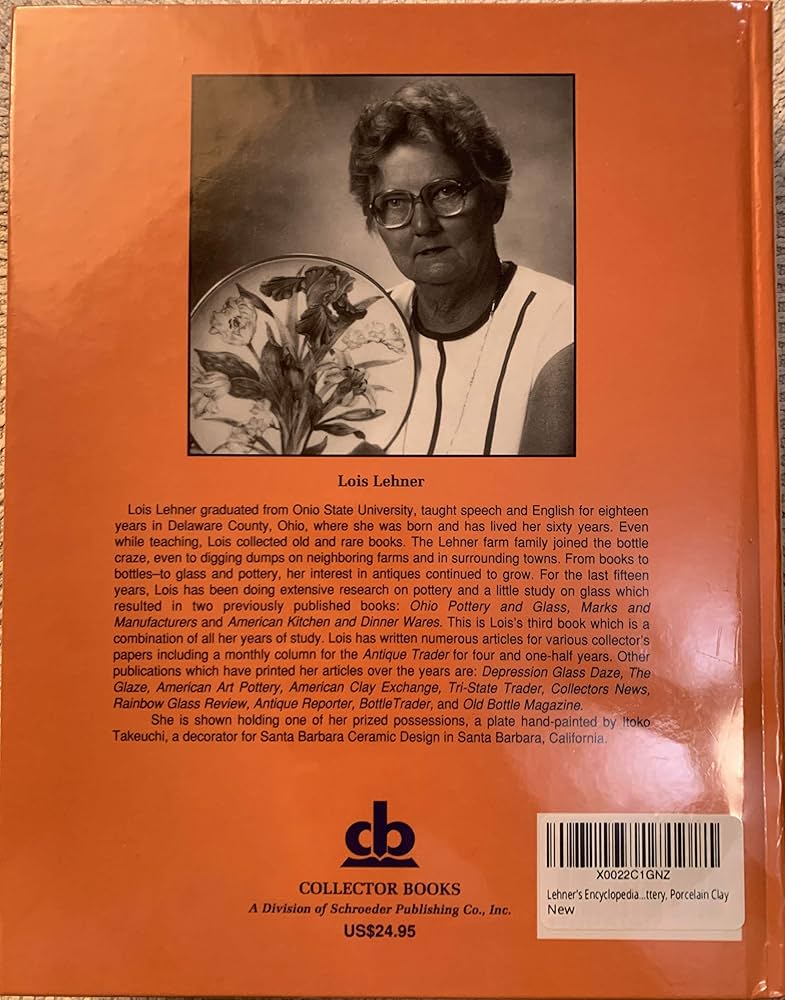 Lois Lehner
Lois Lehner graduated from Onio State University, taught speech and English for eighteen
years in Delaware County, Ohio, where she was born and has lived her sixty years. Even
while teaching, Lois collected old and rare books. The Lehner farm family joined the bottle
craze, even to digging dumps on neighboring farms and in surrounding towns. From books to
bottles–to glass and pottery, her interest in antiques continued to grow. For the last fifteen
years, Lois has been doing extensive research on pottery and a little study on glass which
resulted in two previously published books: Ohio Pottery and Glass, Marks and
Manufacturers and American Kitchen and Dinner Wares. This is Lois's third book which is a
combination of all her years of study. Lois has written numerous articles for various collector's
papers including a monthly column for the Antique Trader for four and one-half years. Other
publications which have printed her articles over the years are: Depression Glass Daze, The
Glaze, American Art Pottery, American Clay Exchange, Tri-State Trader, Collectors News,
Rainbow Glass Review, Antique Reporter, BottleTrader, and Old Bottle Magazine.
She is shown holding one of her prized possessions, a plate hand-painted by Itoko
Takeuchi, a decorator for Santa Barbara Ceramic Design in Santa Barbara, California.
cb
COLLECTOR BOOKS
A Division of Schroeder Publishing Co., Inc.
US$24.95
X0022C1GNZ
Lehner's Encyclopedia...ttery, Porcelain Clay
New